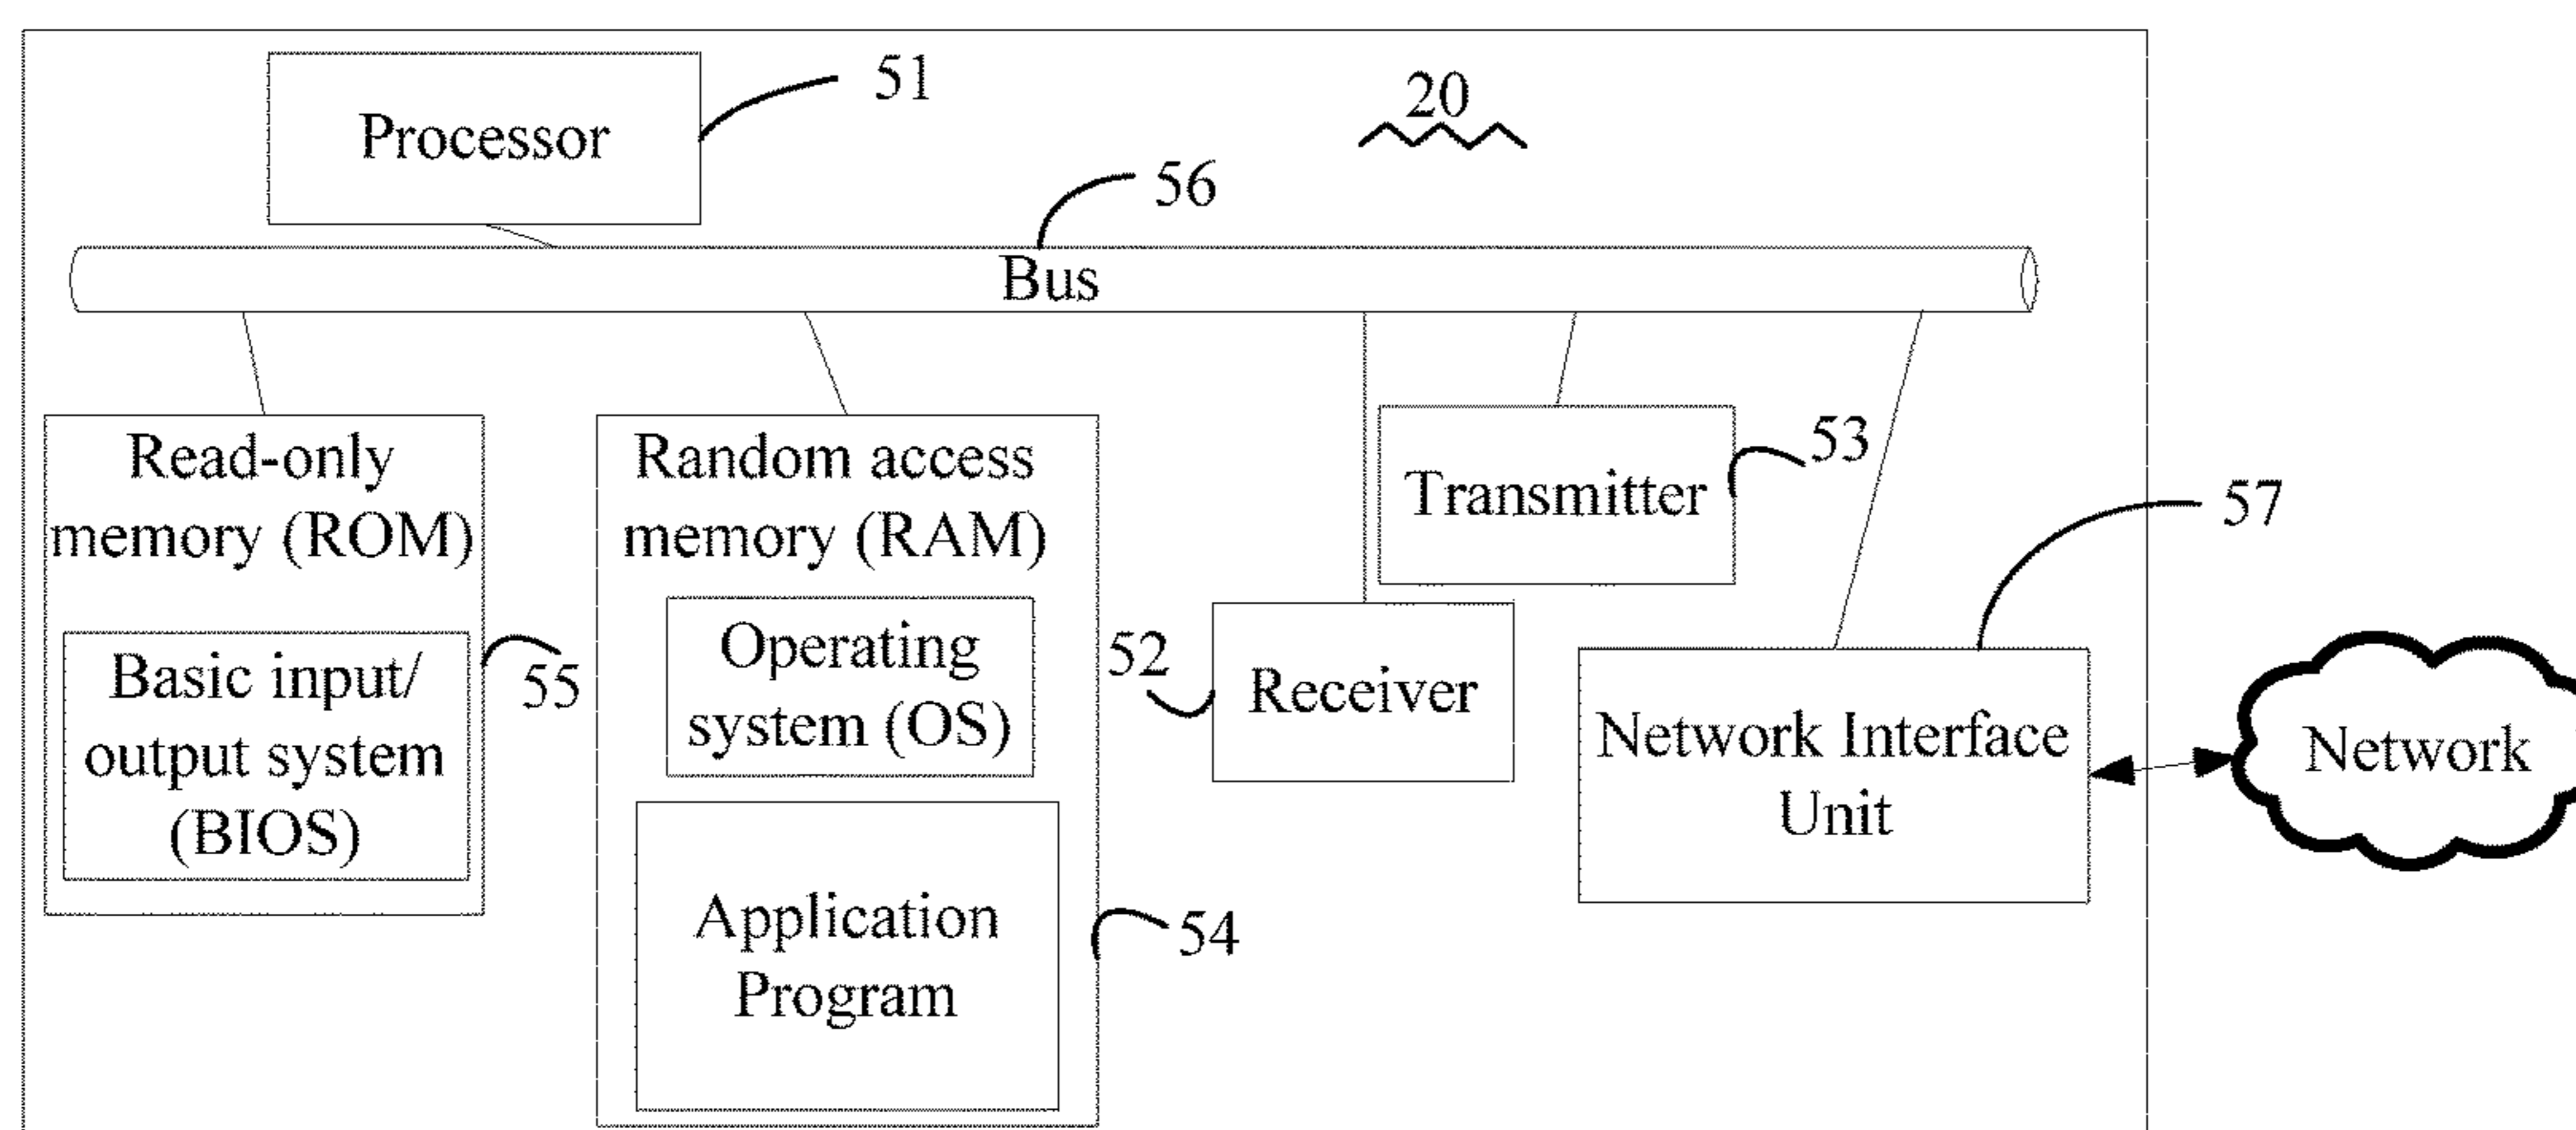 Processor
51
20
56
Bus
Read-only
memory (ROM)
Basic input/
output system
(BIOS)
55
Random access
memory (RAM)
Operating
system (OS)
Application
Program
54
52
Receiver
Transmitter
53
57
Network Interface
Unit
Network